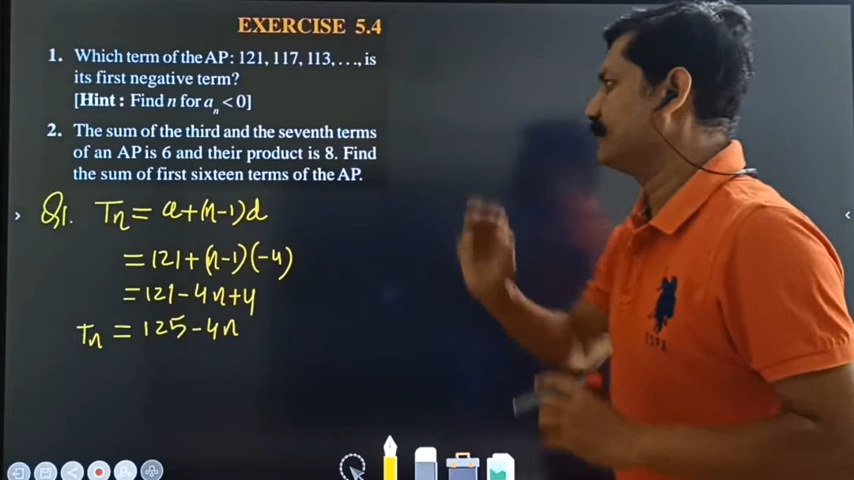 EXERCISE 5.4
1. Which term of the AP: 121, 117, 113, . . ., is
its first negative term?
[Hint : Find n for aₙ < 0]
2. The sum of the third and the seventh terms
of an AP is 6 and their product is 8. Find
the sum of first sixteen terms of the AP.
Q1. Tn = a+(n-1)d
= 121+(n-1)(-4)
= 121-4n+4
Tn = 125-4n
ESPA